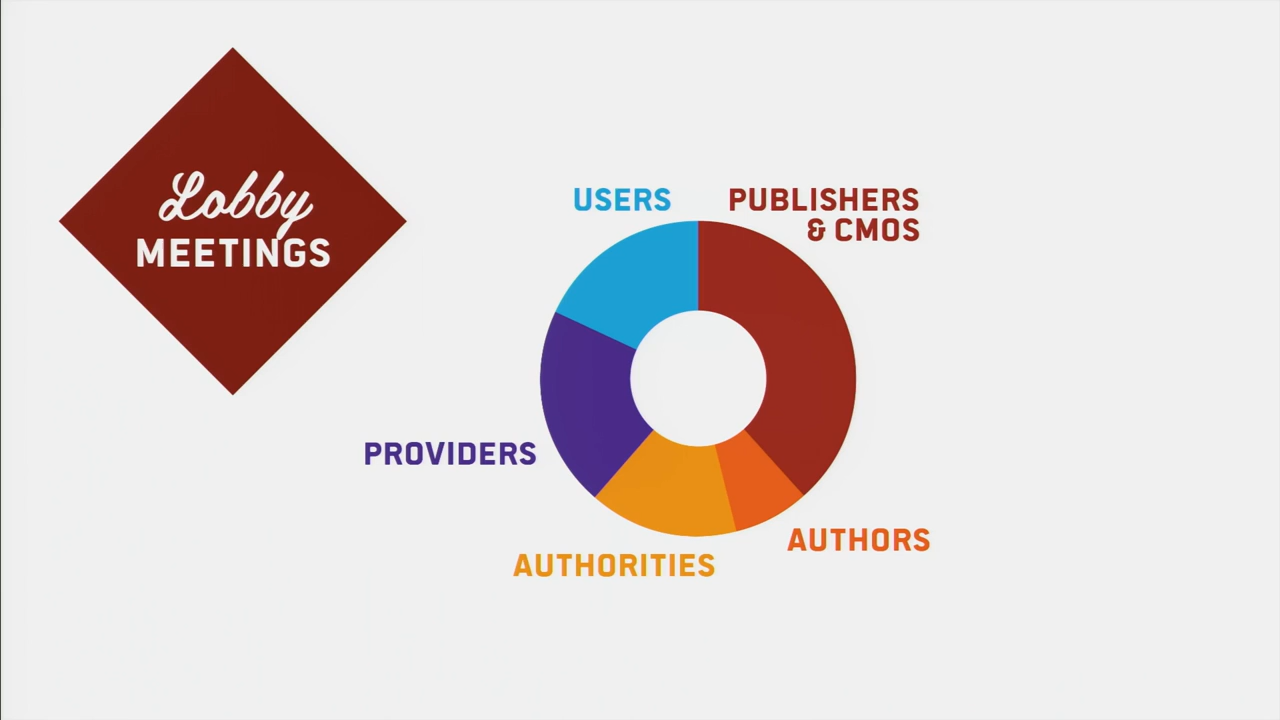 Lobby
MEETINGS
USERS
PUBLISHERS
& CMOS
PROVIDERS
AUTHORS
AUTHORITIES